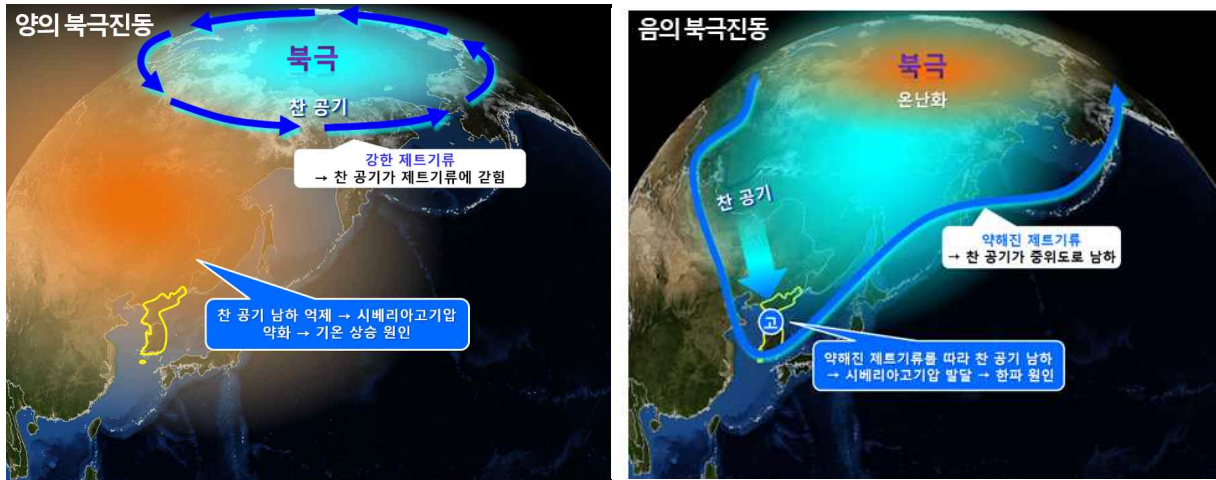 양의 북극진동
북극
찬 공기
강한 제트기류
→ 찬 공기가 제트기류에 갇힘
찬 공기 남하 억제 → 시베리아고기압
약화 → 기온 상승 원인
음의 북극진동
북극
온난화
찬 공기
약해진 제트기류
→ 찬 공기가 중위도로 남하
고
약해진 제트기류를 따라 찬 공기 남하
→ 시베리아고기압 발달 → 한파 원인